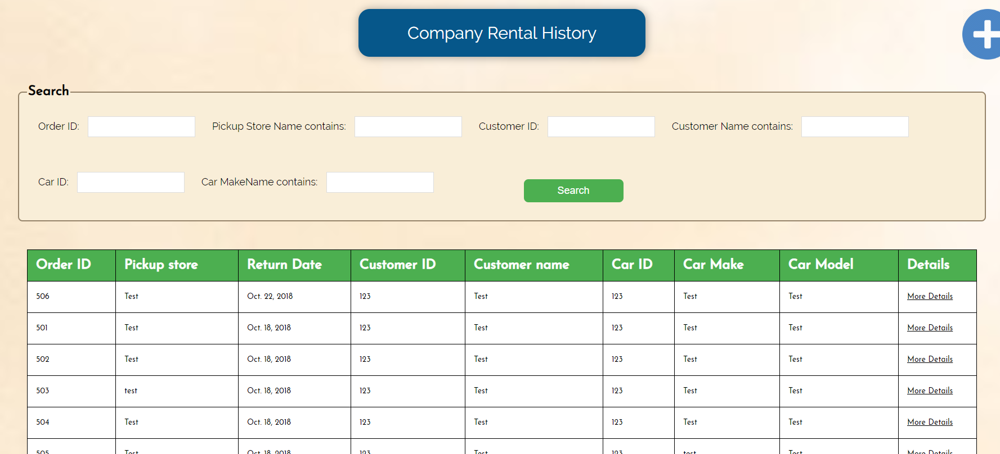 Company Rental History
Search
Order ID: Pickup Store Name contains: Customer ID: Customer Name contains:
Car ID: Car MakeName contains: Search
Order ID Pickup store Return Date Customer ID Customer name Car ID Car Make Car Model Details
506 Test Oct. 22, 2018 123 Test 123 Test Test More Details
501 Test Oct. 18, 2018 123 Test 123 Test Test More Details
502 Test Oct. 18, 2018 123 Test 123 Test Test More Details
503 test Oct. 18, 2018 123 Test 123 Test Test More Details
504 Test Oct. 18, 2018 123 Test 123 Test Test More Details
505 Test Oct. 18, 2018 123 Test 123 test Test More Details